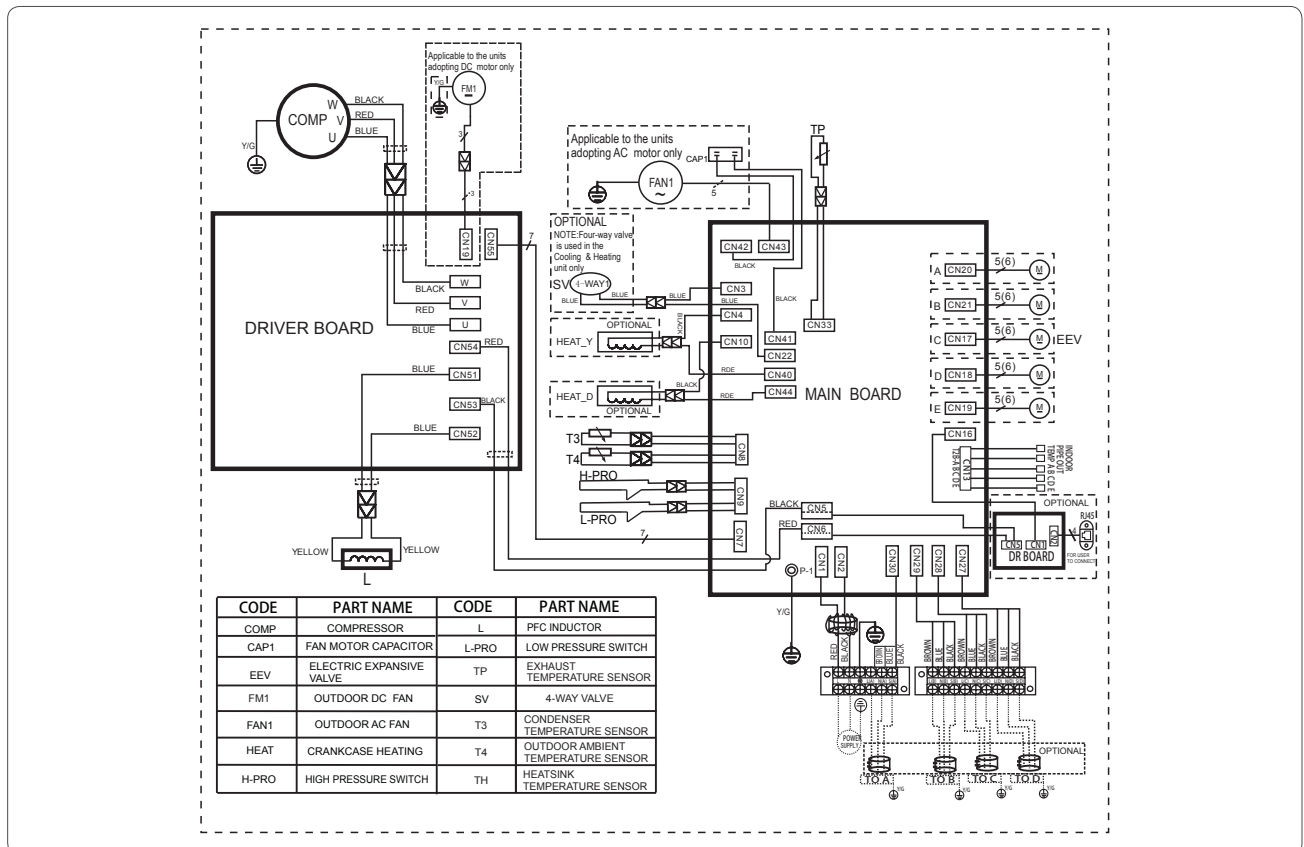 Applicable to the units
adopting DC motor only
Y/G
FM1
3
*3
CN19
CN55
7
COMP
W
V
U
BLACK
RED
BLUE
Y/G
DRIVER BOARD
W
BLACK
V
RED
U
BLUE
CN54
RED
BLUE
CN51
CN53
BLACK
BLUE
CN52
YELLOW
YELLOW
L
Applicable to the units
adopting AC motor only
CAP1
FAN1
5
TP
OPTIONAL
NOTE:Four-way valve
is used in the
Cooling & Heating
unit only
SV
4-WAY1
BLUE
BLUE
BLUE
BLUE
CN42
CN43
BLACK
CN3
CN4
BLACK
CN33
CN41
CN22
CN10
CN40
CN44
OPTIONAL
HEAT_Y
BLACK
RDE
HEAT_D
OPTIONAL
BLACK
RDE
MAIN BOARD
T3
T4
CN8
H-PRO
L-PRO
CN9
7
CN7
BLACK
CN5
RED
CN6
A
CN20
5(6)
M
B
CN21
5(6)
M
C
CN17
5(6)
M
EEV
D
CN18
5(6)
M
E
CN19
5(6)
M
CN16
12B-A B C D E
CN13
INDOOR
PIPE OUT
TEMP A B C D E
OPTIONAL
RJ45
4
CN5
CN1
CN2
DR BOARD
FOR USER
TO CONNECT
P-1
Y/G
CN1
CN2
CN30
CN29
CN28
CN27
RED
BLACK
BROWN
BLUE
BLACK
BROWN
BLUE
BLACK
BROWN
BLUE
BLACK
BROWN
BLUE
BLACK
POWER
SUPPLY
OPTIONAL
TO A
TO B
TO C
TO D
Y/G
Y/G
Y/G
Y/G
CODE PART NAME CODE PART NAME
COMP COMPRESSOR L PFC INDUCTOR
CAP1 FAN MOTOR CAPACITOR L-PRO LOW PRESSURE SWITCH
EEV ELECTRIC EXPANSIVE VALVE TP EXHAUST TEMPERATURE SENSOR
FM1 OUTDOOR DC FAN SV 4-WAY VALVE
FAN1 OUTDOOR AC FAN T3 CONDENSER TEMPERATURE SENSOR
HEAT CRANKCASE HEATING T4 OUTDOOR AMBIENT TEMPERATURE SENSOR
H-PRO HIGH PRESSURE SWITCH TH HEATSINK TEMPERATURE SENSOR